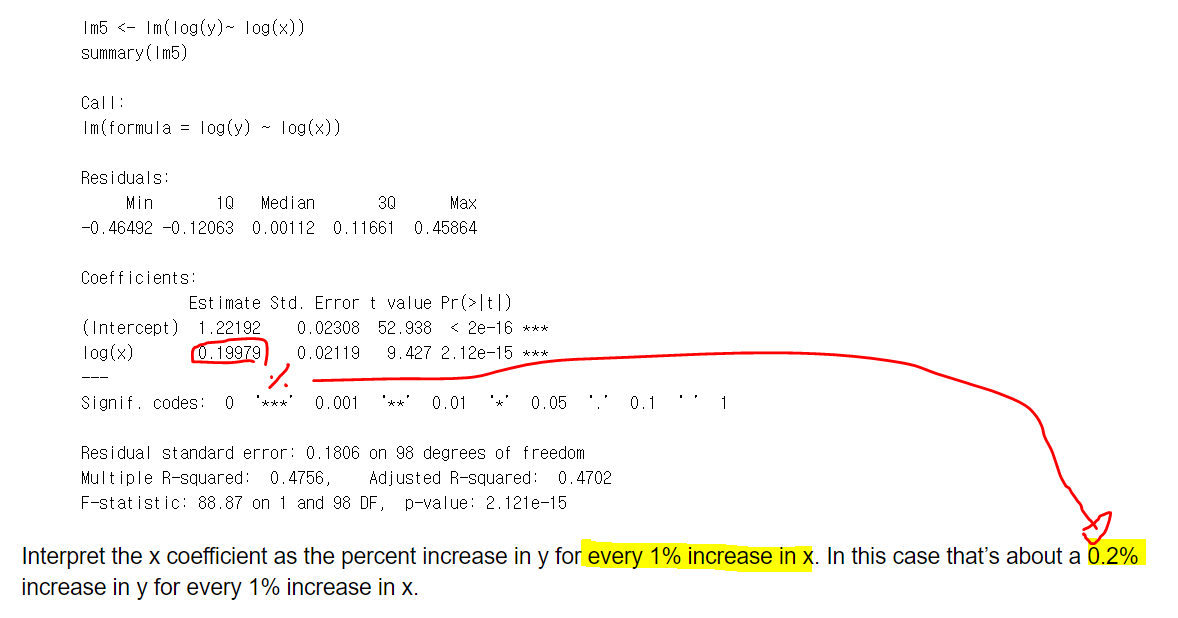 lm5 <- lm(log(y)~ log(x))
summary(lm5)
Call:
lm(formula = log(y) ~ log(x))
Residuals:
Min 1Q Median 3Q Max
-0.46492 -0.12063 0.00112 0.11661 0.45864
Coefficients:
Estimate Std. Error t value Pr(>|t|)
(Intercept) 1.22192 0.02308 52.938 < 2e-16 ***
log(x) 0.19979 0.02119 9.427 2.12e-15 ***
---
%
Signif. codes: 0 '***' 0.001 '**' 0.01 '*' 0.05 '.' 0.1 ' ' 1
Residual standard error: 0.1806 on 98 degrees of freedom
Multiple R-squared: 0.4756, Adjusted R-squared: 0.4702
F-statistic: 88.87 on 1 and 98 DF, p-value: 2.121e-15
Interpret the x coefficient as the percent increase in y for every 1% increase in x. In this case that’s about a 0.2%
increase in y for every 1% increase in x.